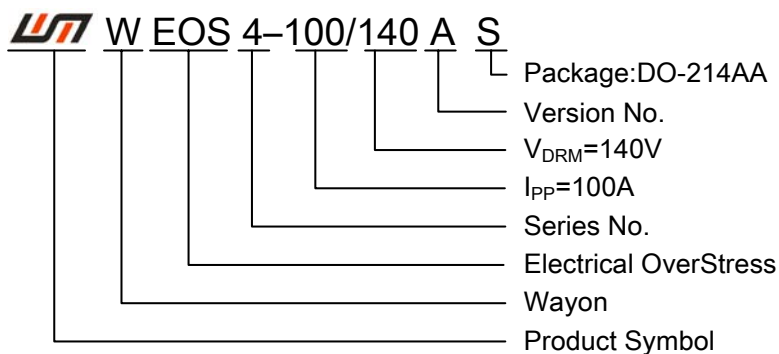 W EOS 4–100/140 A S
Package:DO-214AA
Version No.
VDRM=140V
IPP=100A
Series No.
Electrical OverStress
Wayon
Product Symbol